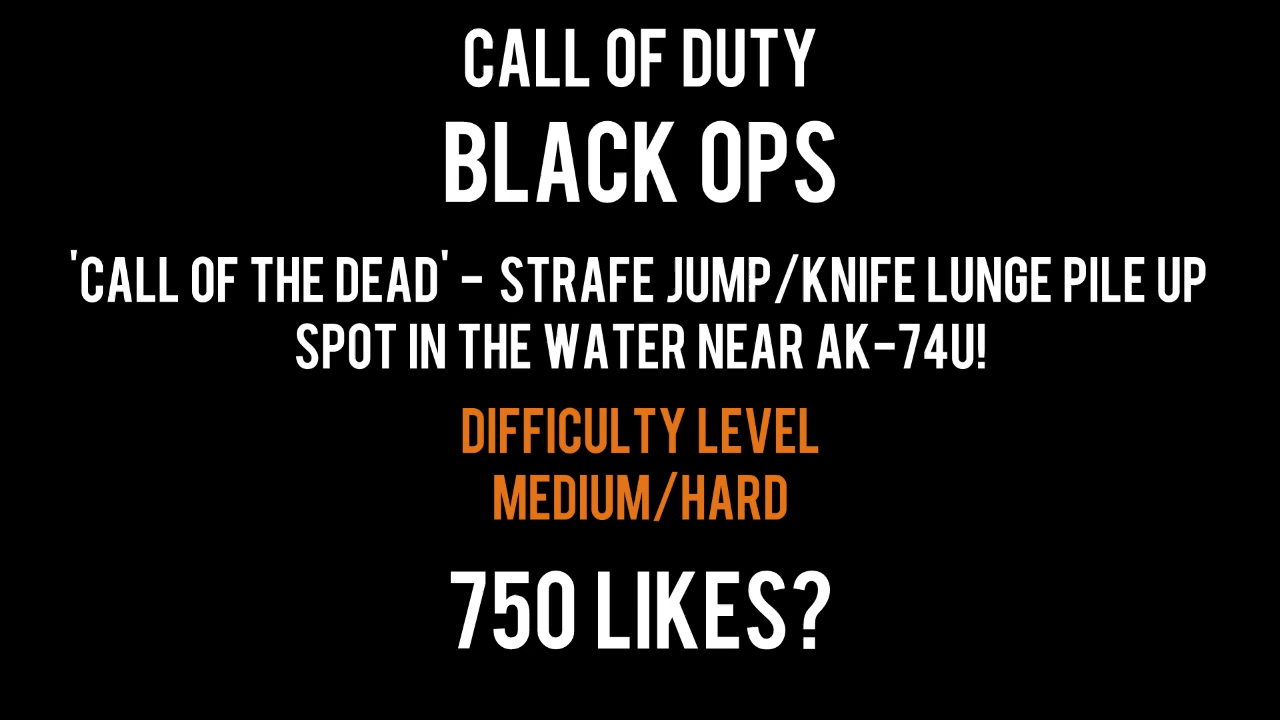 CALL OF DUTY
BLACK OPS
'CALL OF THE DEAD' - STRAFE JUMP/KNIFE LUNGE PILE UP
SPOT IN THE WATER NEAR AK-74U!
DIFFICULTY LEVEL
MEDIUM/HARD
750 LIKES?